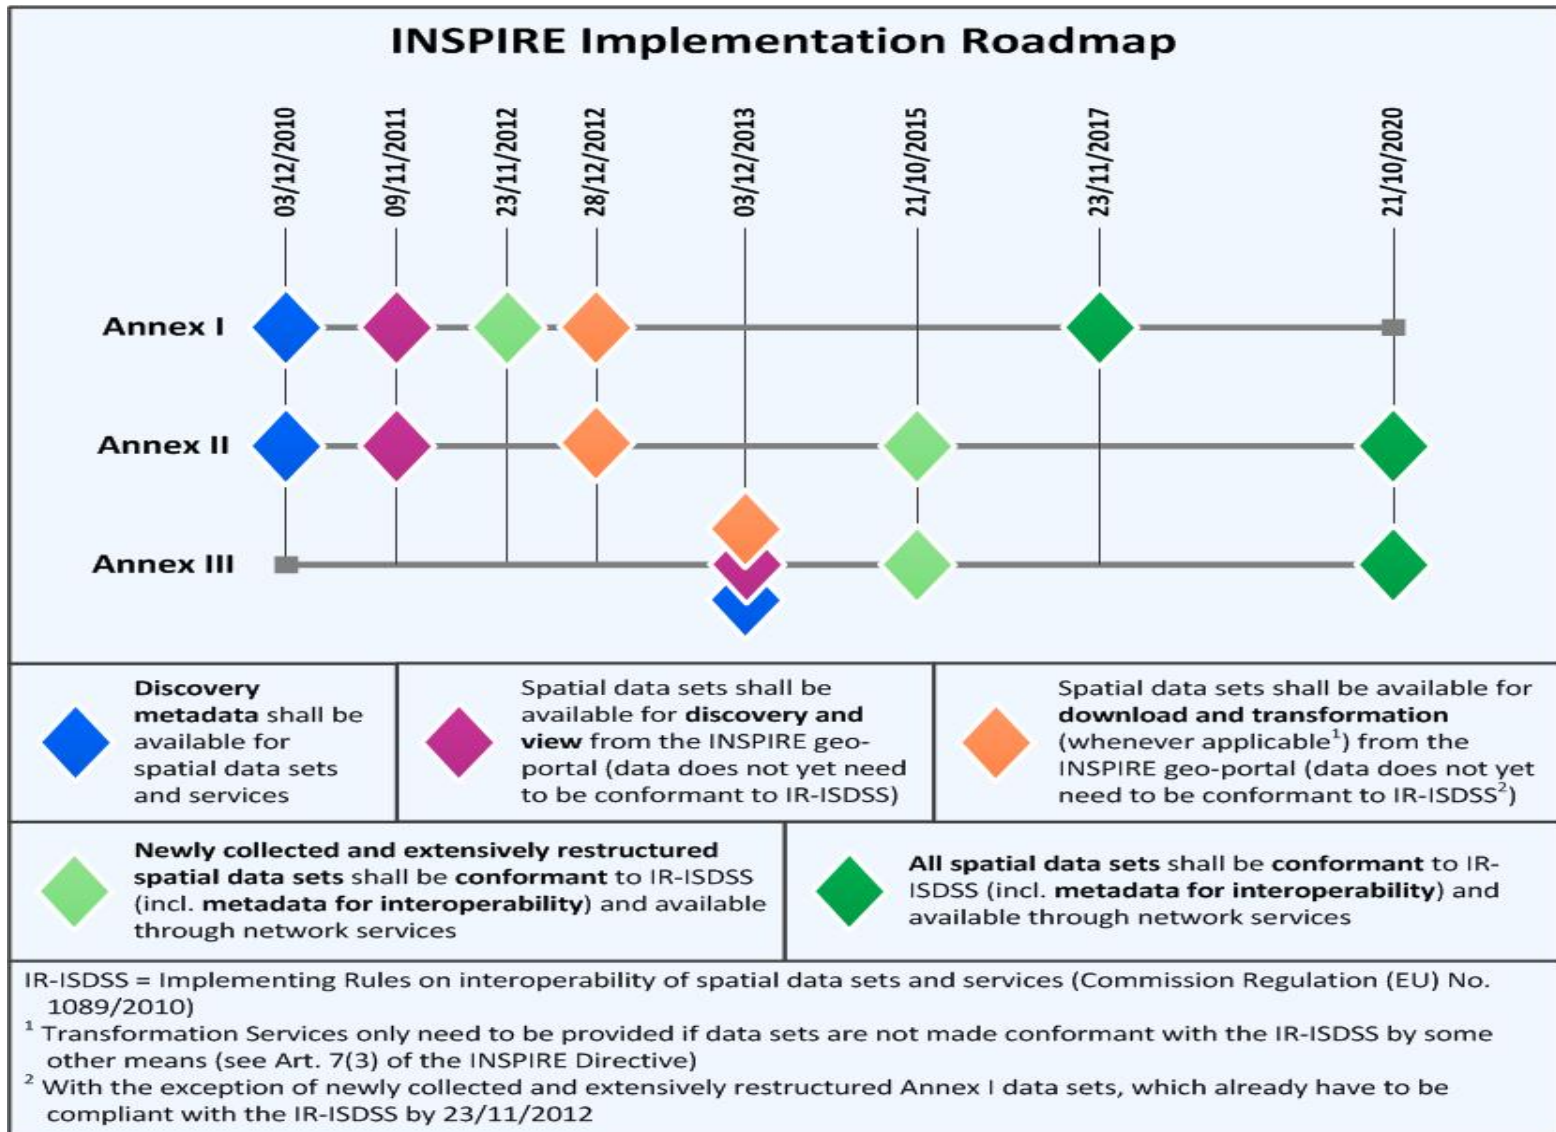 INSPIRE Implementation Roadmap
03/12/2010
09/11/2011
23/11/2012
28/12/2012
03/12/2013
21/10/2015
23/11/2017
21/10/2020
Annex I
Annex II
Annex III
Discovery
metadata shall be
available for
spatial data sets
and services
Spatial data sets shall be
available for discovery and
view from the INSPIRE geo-
portal (data does not yet need
to be conformant to IR-ISDSS)
Spatial data sets shall be available for
download and transformation
(whenever applicable¹) from the
INSPIRE geo-portal (data does not yet
need to be conformant to IR-ISDSS²)
Newly collected and extensively restructured
spatial data sets shall be conformant to IR-ISDSS
(incl. metadata for interoperability) and available
through network services
All spatial data sets shall be conformant to IR-
ISDSS (incl. metadata for interoperability) and
available through network services
IR-ISDSS = Implementing Rules on interoperability of spatial data sets and services (Commission Regulation (EU) No.
1089/2010)
¹ Transformation Services only need to be provided if data sets are not made conformant with the IR-ISDSS by some
other means (see Art. 7(3) of the INSPIRE Directive)
² With the exception of newly collected and extensively restructured Annex I data sets, which already have to be
compliant with the IR-ISDSS by 23/11/2012